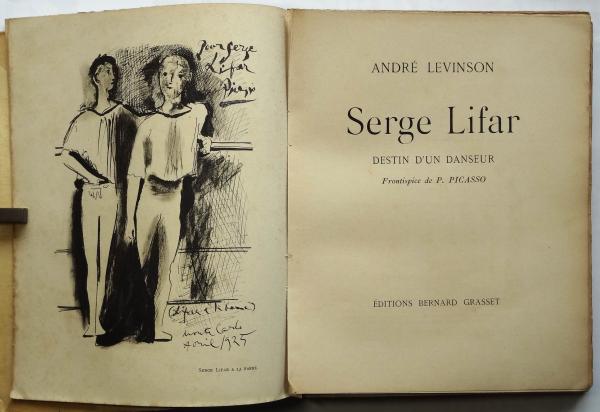 Pour Serge
Lifar
Picasso
Monte Carlo
Avril 1925
SERGE LIFAR A LA BARRE
ANDRÉ LEVINSON
Serge Lifar
DESTIN D'UN DANSEUR
Frontispice de P. PICASSO
ÉDITIONS BERNARD GRASSET